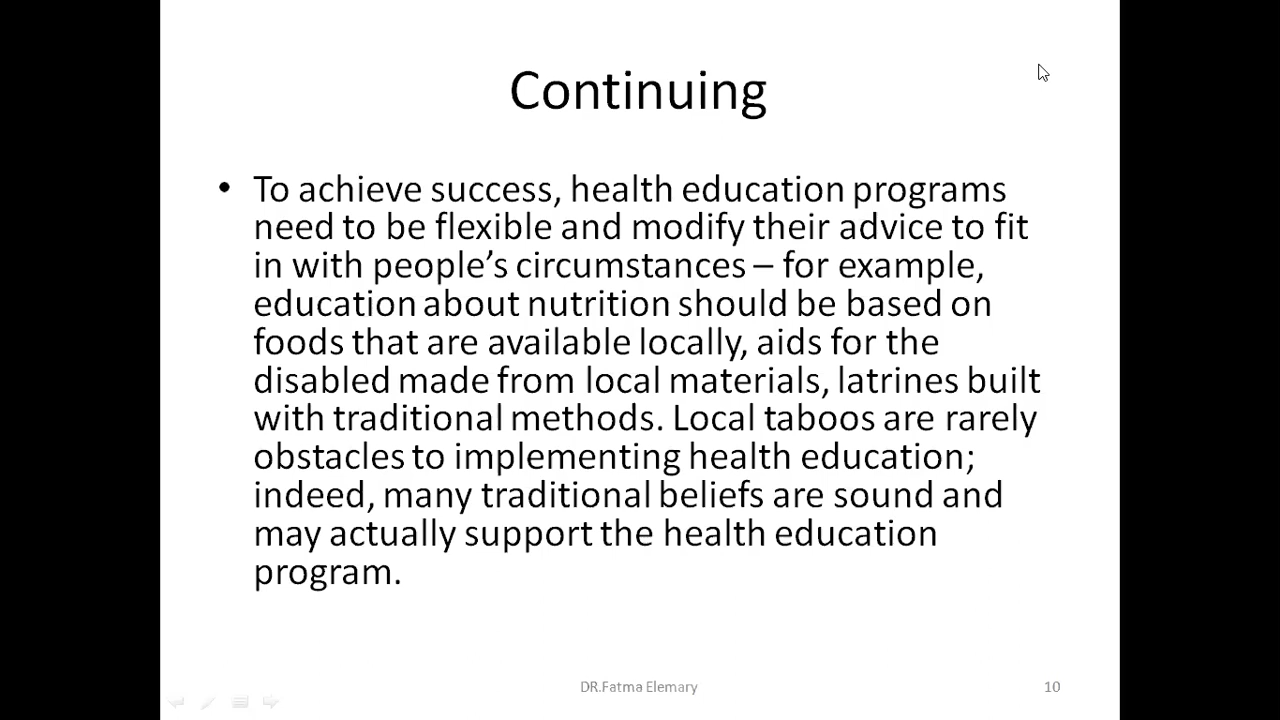 Continuing
• To achieve success, health education programs
need to be flexible and modify their advice to fit
in with people’s circumstances – for example,
education about nutrition should be based on
foods that are available locally, aids for the
disabled made from local materials, latrines built
with traditional methods. Local taboos are rarely
obstacles to implementing health education;
indeed, many traditional beliefs are sound and
may actually support the health education
program.
DR.Fatma Elemary
10